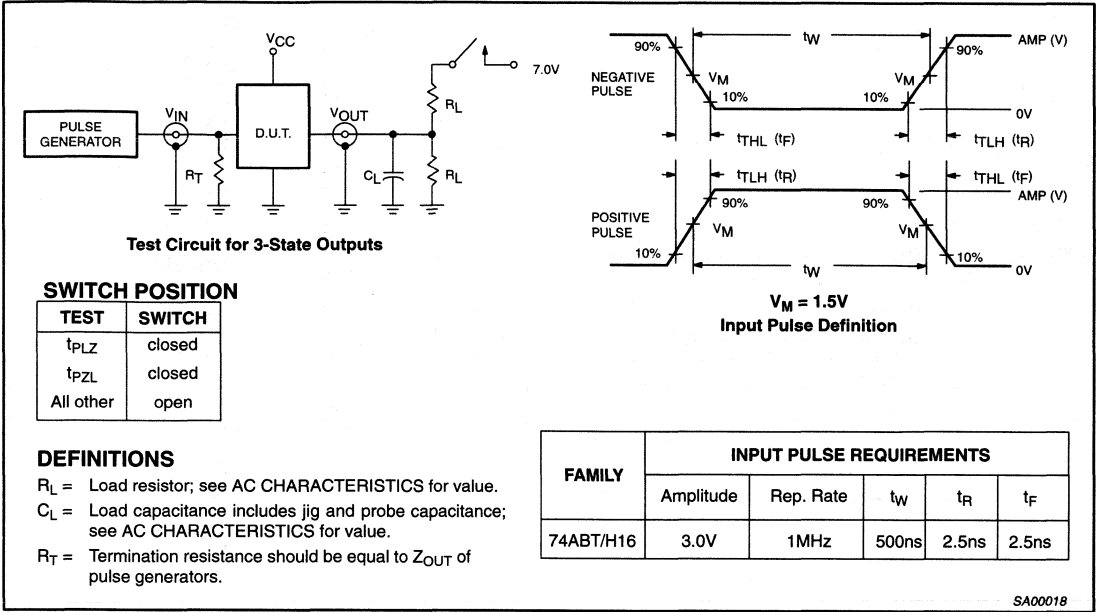 VCC
7.0V
RL
PULSE
GENERATOR
VIN
D.U.T.
VOUT
RT
CL
RL
Test Circuit for 3-State Outputs
90%
tW
90%
AMP (V)
NEGATIVE
PULSE
VM
VM
10%
10%
0V
tTHL (tF)
tTLH (tR)
tTLH (tR)
tTHL (tF)
AMP (V)
90%
90%
POSITIVE
PULSE
VM
VM
10%
10%
tW
0V
VM = 1.5V
Input Pulse Definition
SWITCH POSITION
TEST SWITCH
tPLZ closed
tPZL closed
All other open
DEFINITIONS
RL = Load resistor; see AC CHARACTERISTICS for value.
CL = Load capacitance includes jig and probe capacitance;
see AC CHARACTERISTICS for value.
RT = Termination resistance should be equal to ZOUT of
pulse generators.
FAMILY
INPUT PULSE REQUIREMENTS
Amplitude Rep. Rate tW tR tF
74ABT/H16 3.0V 1MHz 500ns 2.5ns 2.5ns
SA00018